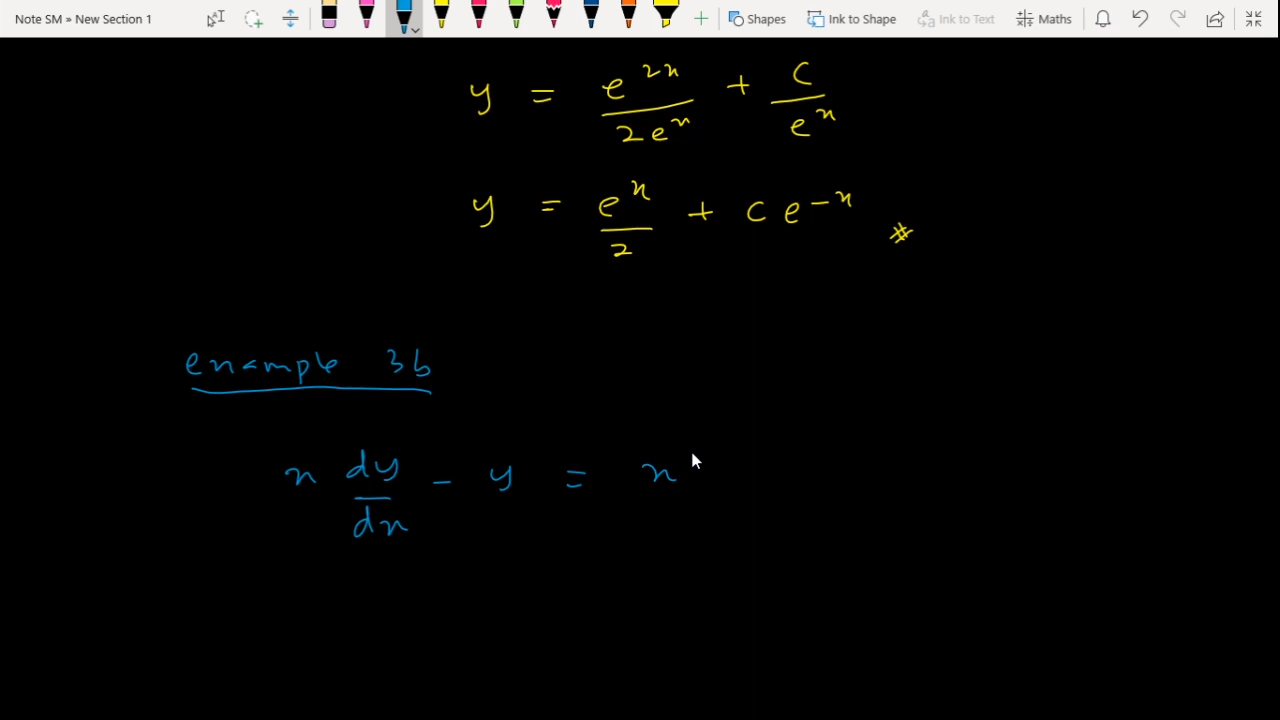 Note SM » New Section 1 Shapes Ink to Shape Ink to Text Maths
y = e^{2x}/2e^x + C/e^x
y = e^x/2 + C e^{-x} #
example 3b
x dy/dx - y = x